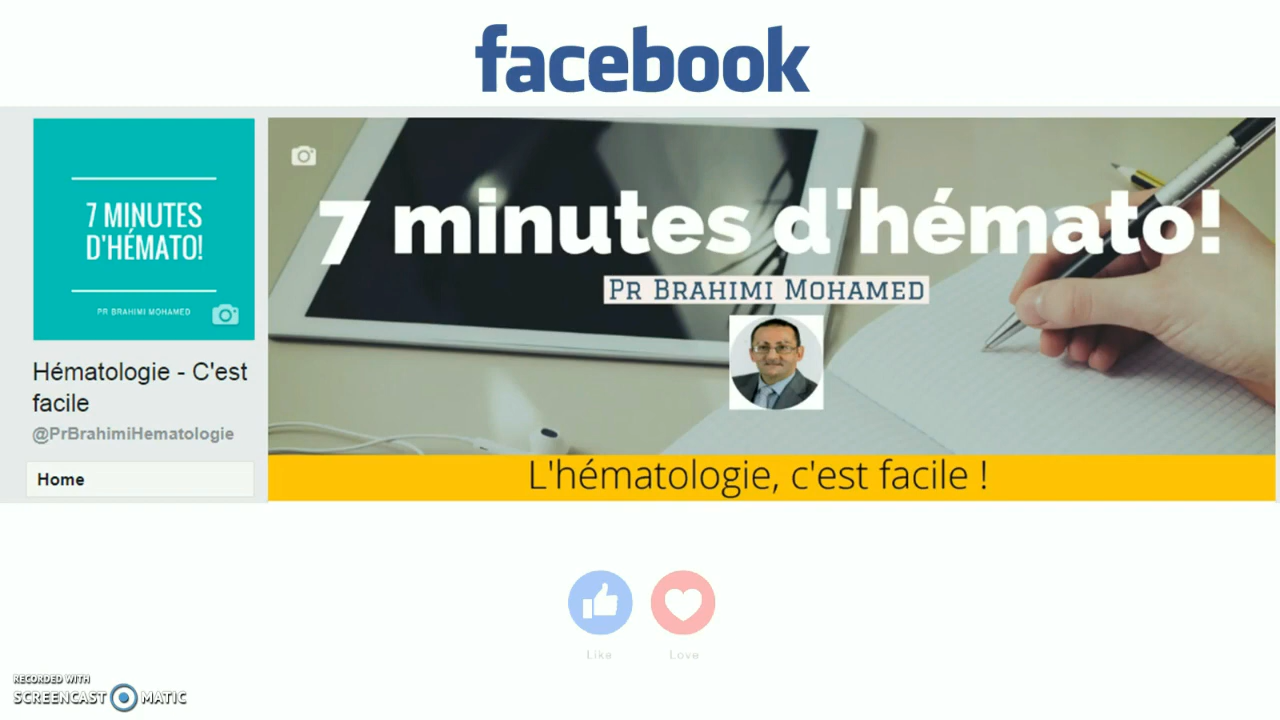 facebook
7 MINUTES
D'HÉMATO!
PR BRAHIMI MOHAMED
Hématologie - C'est
facile
@PrBrahimiHematologie
Home
7 minutes d'hémato!
PR BRAHIMI MOHAMED
L'hématologie, c'est facile !
Like
Love
RECORDED WITH
SCREENCAST MATIC